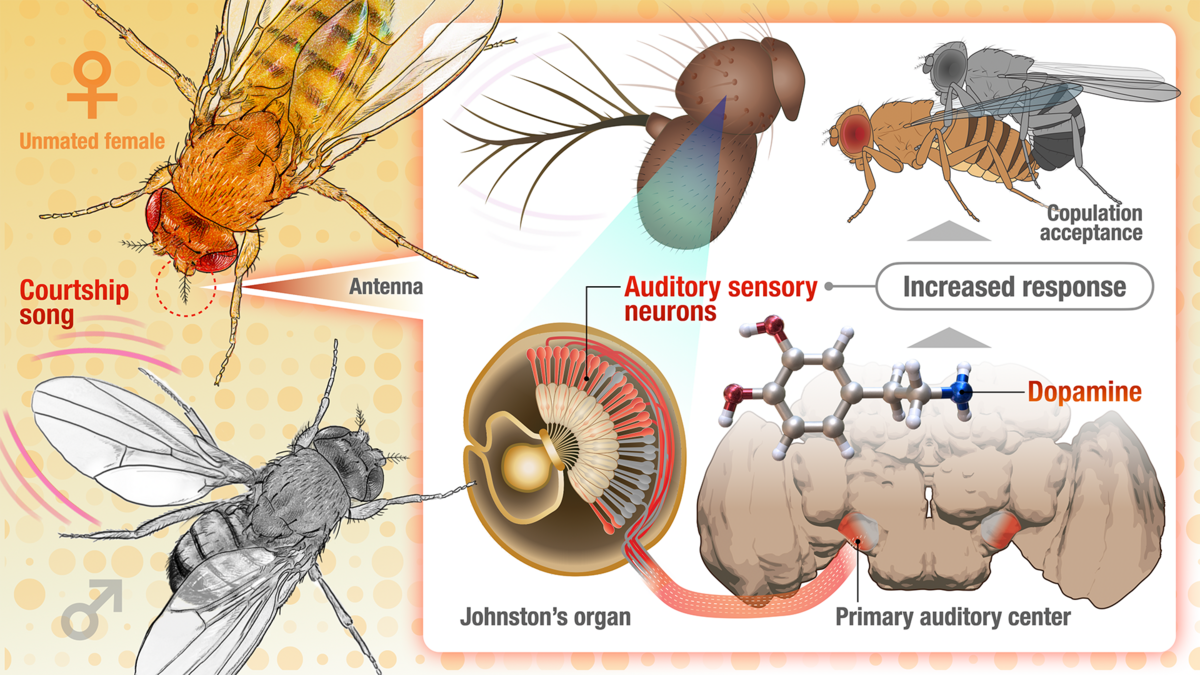 Unmated female
Courtship
song
Antenna
Auditory sensory
neurons
Johnston's organ
Copulation
acceptance
Increased response
Dopamine
Primary auditory center